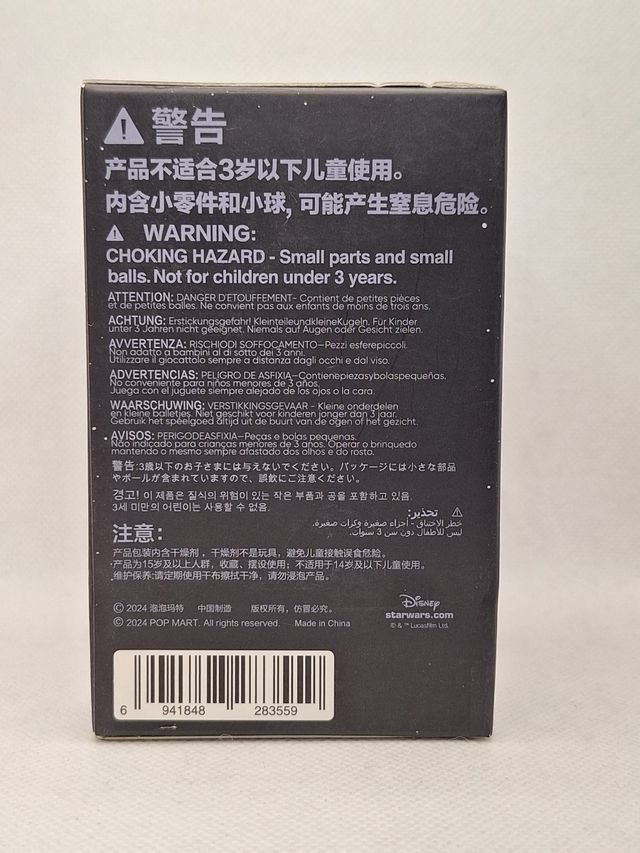 警告
产品不适合3岁以下儿童使用。
内含小零件和小球, 可能产生窒息危险。
WARNING:
CHOKING HAZARD - Small parts and small
balls. Not for children under 3 years.
ATTENTION: DANGER D'ETOUFFEMENT- Contient de petites pièces
et de petites balles. Ne convient pas aux enfants de moins de trois ans.
ACHTUNG: Erstickungsgefahr! KleinteileundkleineKugeln. Für Kinder
unter 3 Jahren nicht geeignet. Niemals auf Augen oder Gesicht zielen.
AVVERTENZA: RISCHIODI SOFFOCAMENTO—Pezzi esferepiccoli.
Non adatto a bambini al di sotto dei 3 anni.
Utilizzare il giocattolo sempre a distanza dagli occhi e dal viso.
ADVERTENCIAS: PELIGRO DE ASFIXIA—Contienepiezasybolaspequeñas.
No conveniente para niños menores de 3 años.
Juega con el juguete siempre alejado de los ojos o la cara.
WAARSCHUWING: VERSTIKKINGSGEVAAR - Kleine onderdelen
en kleine balletjes. Niet geschikt voor kinderen jonger dan 3 jaar.
Gebruik het speelgoed altijd uit de buurt van de ogen of het gezicht.
AVISOS: PERIGODEASFIXIA—Peças e bolas pequenas.
Não indicado para crianças menores de 3 anos. Operar o brinquedo
mantendo o mesmo sempre afastado dos olhos e do rosto.
警告:3歳以下のお子さまには与えないでください。パッケージには小さな部品
やボールが含まれていますので、誤飲にご注意ください。
경고! 이 제품은 질식의 위험이 있는 작은 부품과 공을 포함하고 있음.
3세 미만의 어린이는 사용할 수 없음.
تحذير:
خطر الاختناق - أجزاء صغيرة وكرات صغيرة.
ليس للأطفال دون سن 3 سنوات.
注意:
产品包装内含干燥剂，干燥剂不是玩具，避免儿童接触误食危险。
·产品为15岁及以上人群，收藏、摆设使用；不适用于14岁及以下儿童使用。
·维护保养:请定期使用干布擦拭干净，请勿浸泡产品。
© 2024 泡泡玛特 中国制造 版权所有，仿冒必究。
© 2024 POP MART. All rights reserved. Made in China
Disney
starwars.com
© & ™ Lucasfilm Ltd.
6 941848 283559